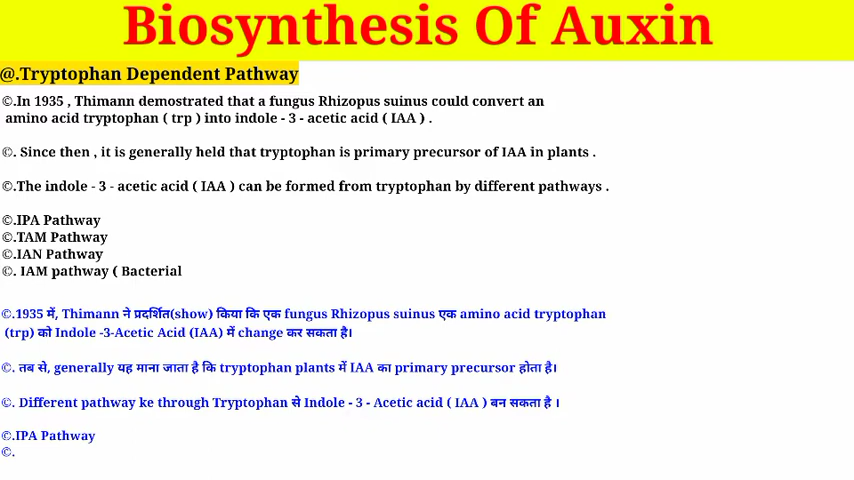 Biosynthesis Of Auxin
@.Tryptophan Dependent Pathway
©.In 1935 , Thimann demostrated that a fungus Rhizopus suinus could convert an
amino acid tryptophan ( trp ) into indole - 3 - acetic acid ( IAA ) .
©. Since then , it is generally held that tryptophan is primary precursor of IAA in plants .
©.The indole - 3 - acetic acid ( IAA ) can be formed from tryptophan by different pathways .
©.IPA Pathway
©.TAM Pathway
©.IAN Pathway
©. IAM pathway ( Bacterial
©.1935 में, Thimann ने प्रदर्शित(show) किया कि एक fungus Rhizopus suinus एक amino acid tryptophan
(trp) को Indole -3-Acetic Acid (IAA) में change कर सकता है।
©. तब से, generally यह माना जाता है कि tryptophan plants में IAA का primary precursor होता है।
©. Different pathway ke through Tryptophan से Indole - 3 - Acetic acid ( IAA ) बन सकता है ।
©.IPA Pathway
©.